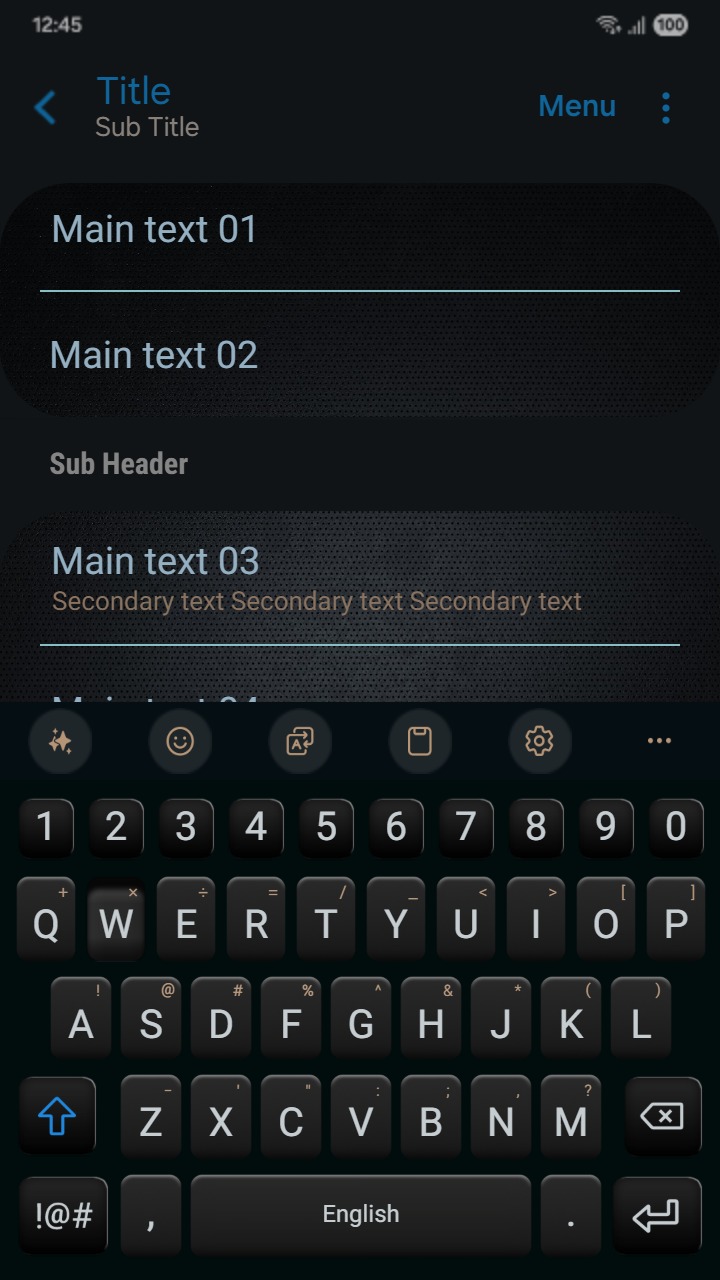 12:45
100
Title
Sub Title
Menu
Main text 01
Main text 02
Sub Header
Main text 03
Secondary text Secondary text Secondary text
1 2 3 4 5 6 7 8 9 0
+ × ÷ = / _ < > [ ]
Q W E R T Y U I O P
! @ # % ^ & * ( )
A S D F G H J K L
- ' " : ; , ?
Z X C V B N M
!@# , English .